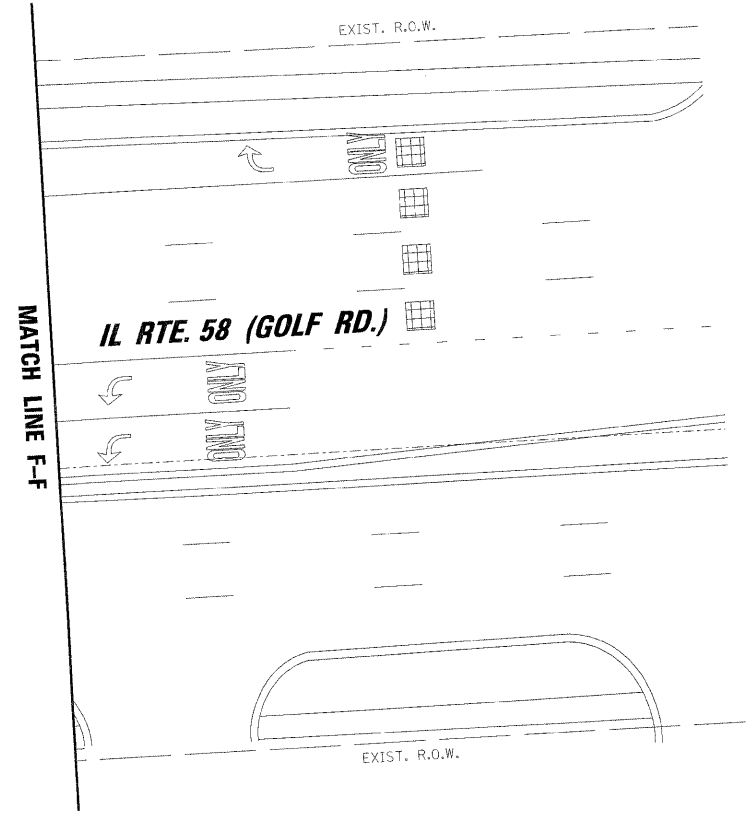 EXIST. R.O.W.
ONLY
IL RTE. 58 (GOLF RD.)
MATCH LINE F-F
ONLY
ONLY
EXIST. R.O.W.